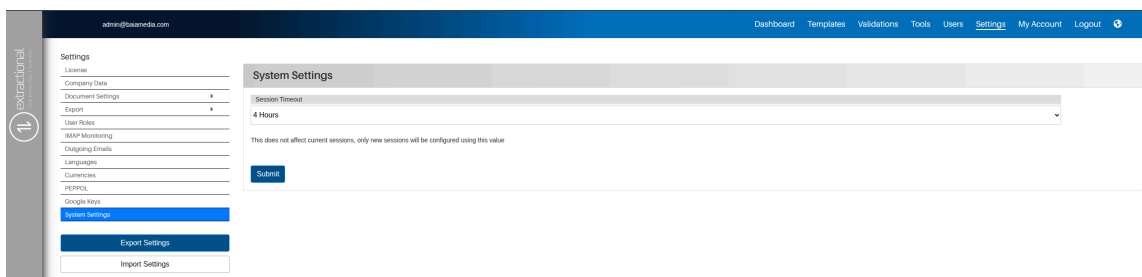 admin@baiamedia.com
Dashboard Templates Validations Tools Users Settings My Account Logout
extractional
Settings
License
Company Data
Document Settings
Export
User Roles
IMAP Monitoring
Outgoing Emails
Languages
Currencies
PEPPOL
Google Keys
System Settings
Export Settings
Import Settings
System Settings
Session Timeout
4 Hours
This does not affect current sessions, only new sessions will be configured using this value
Submit